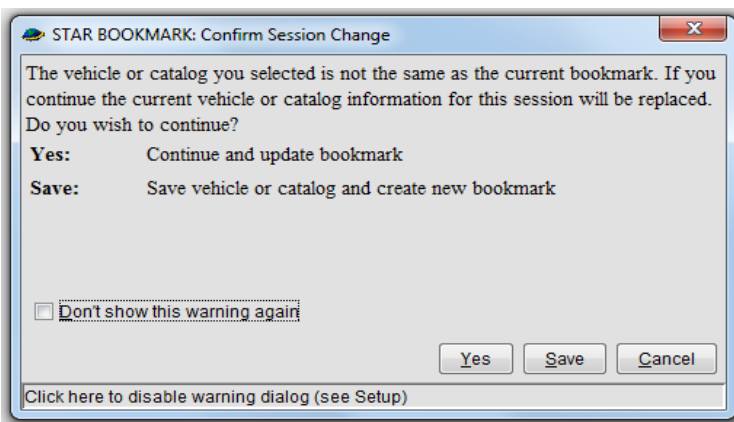 STAR BOOKMARK: Confirm Session Change
The vehicle or catalog you selected is not the same as the current bookmark. If you
continue the current vehicle or catalog information for this session will be replaced.
Do you wish to continue?
Yes: Continue and update bookmark
Save: Save vehicle or catalog and create new bookmark
Don't show this warning again
Yes Save Cancel
Click here to disable warning dialog (see Setup)